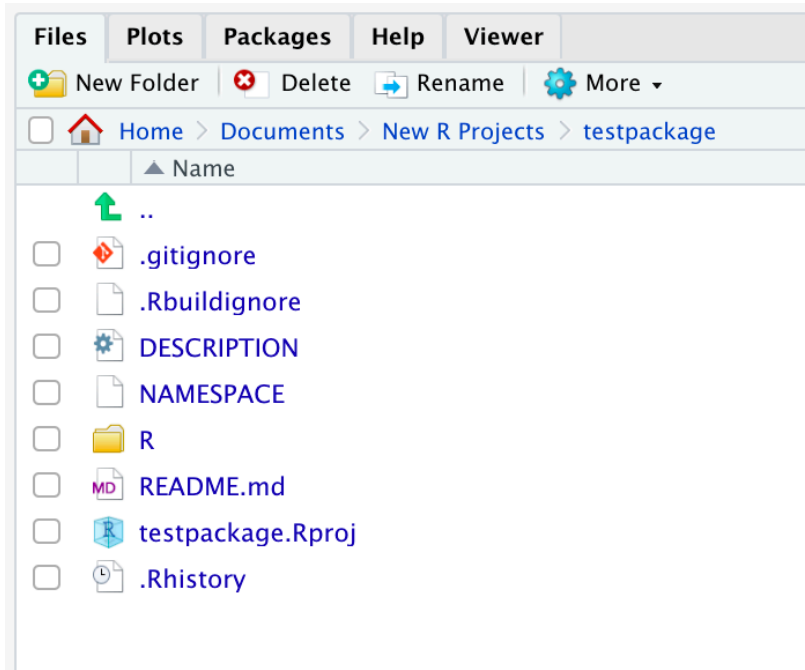 Files Plots Packages Help Viewer
New Folder Delete Rename More
Home > Documents > New R Projects > testpackage
Name
..
.gitignore
.Rbuildignore
DESCRIPTION
NAMESPACE
R
MD README.md
R testpackage.Rproj
.Rhistory